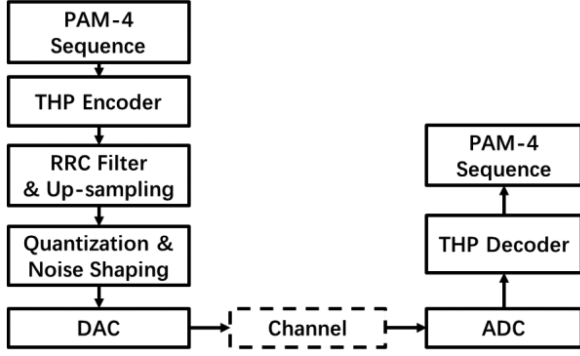 PAM-4
Sequence
THP Encoder
RRC Filter
& Up-sampling
Quantization &
Noise Shaping
DAC
Channel
ADC
THP Decoder
PAM-4
Sequence